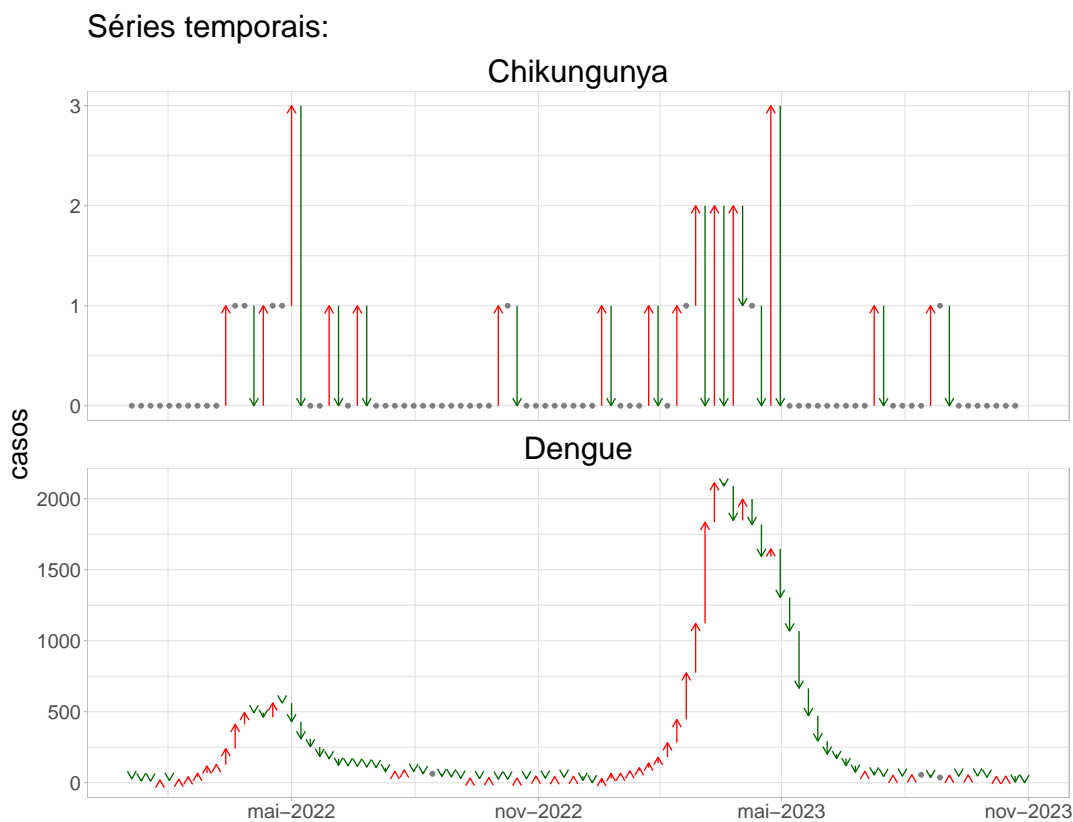 Séries temporais:
Chikungunya
3
2
1
0
casos
Dengue
2000
1500
1000
500
0
mai−2022
nov−2022
mai−2023
nov−2023